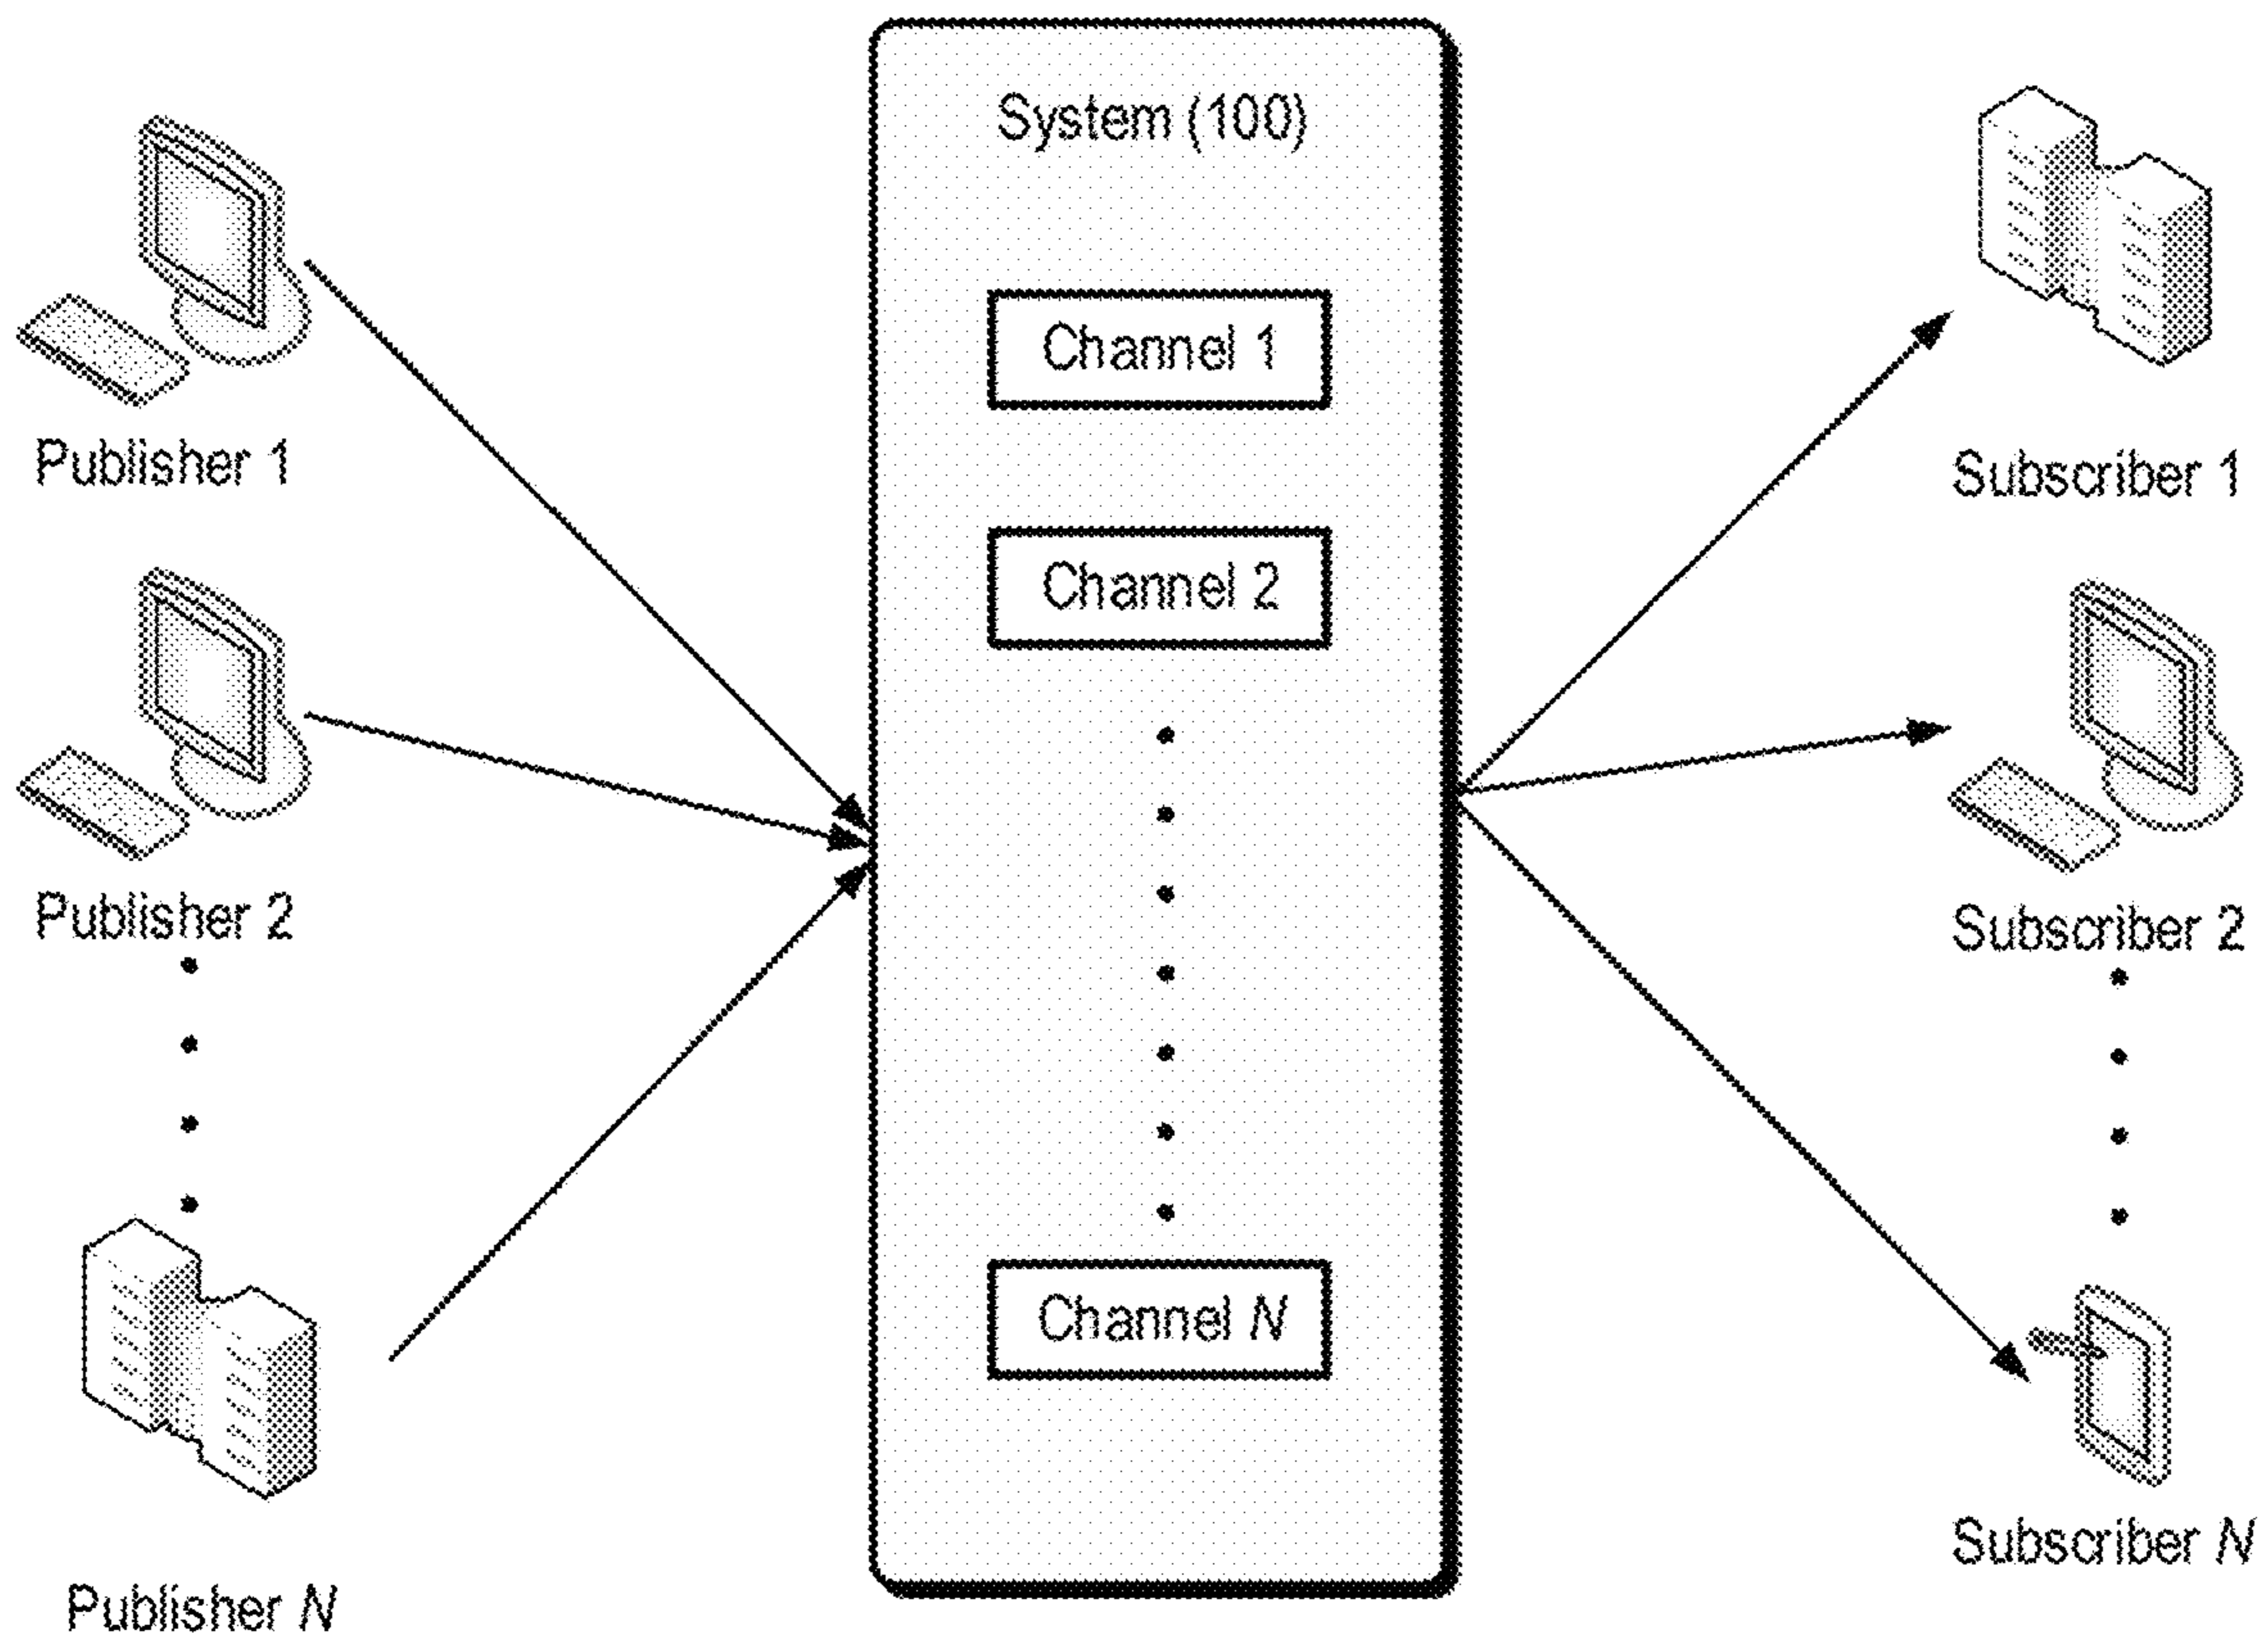 System (100)
Publisher 1
Channel 1
Subscriber 1
Publisher 2
Channel 2
Subscriber 2
Publisher N
Channel N
Subscriber N